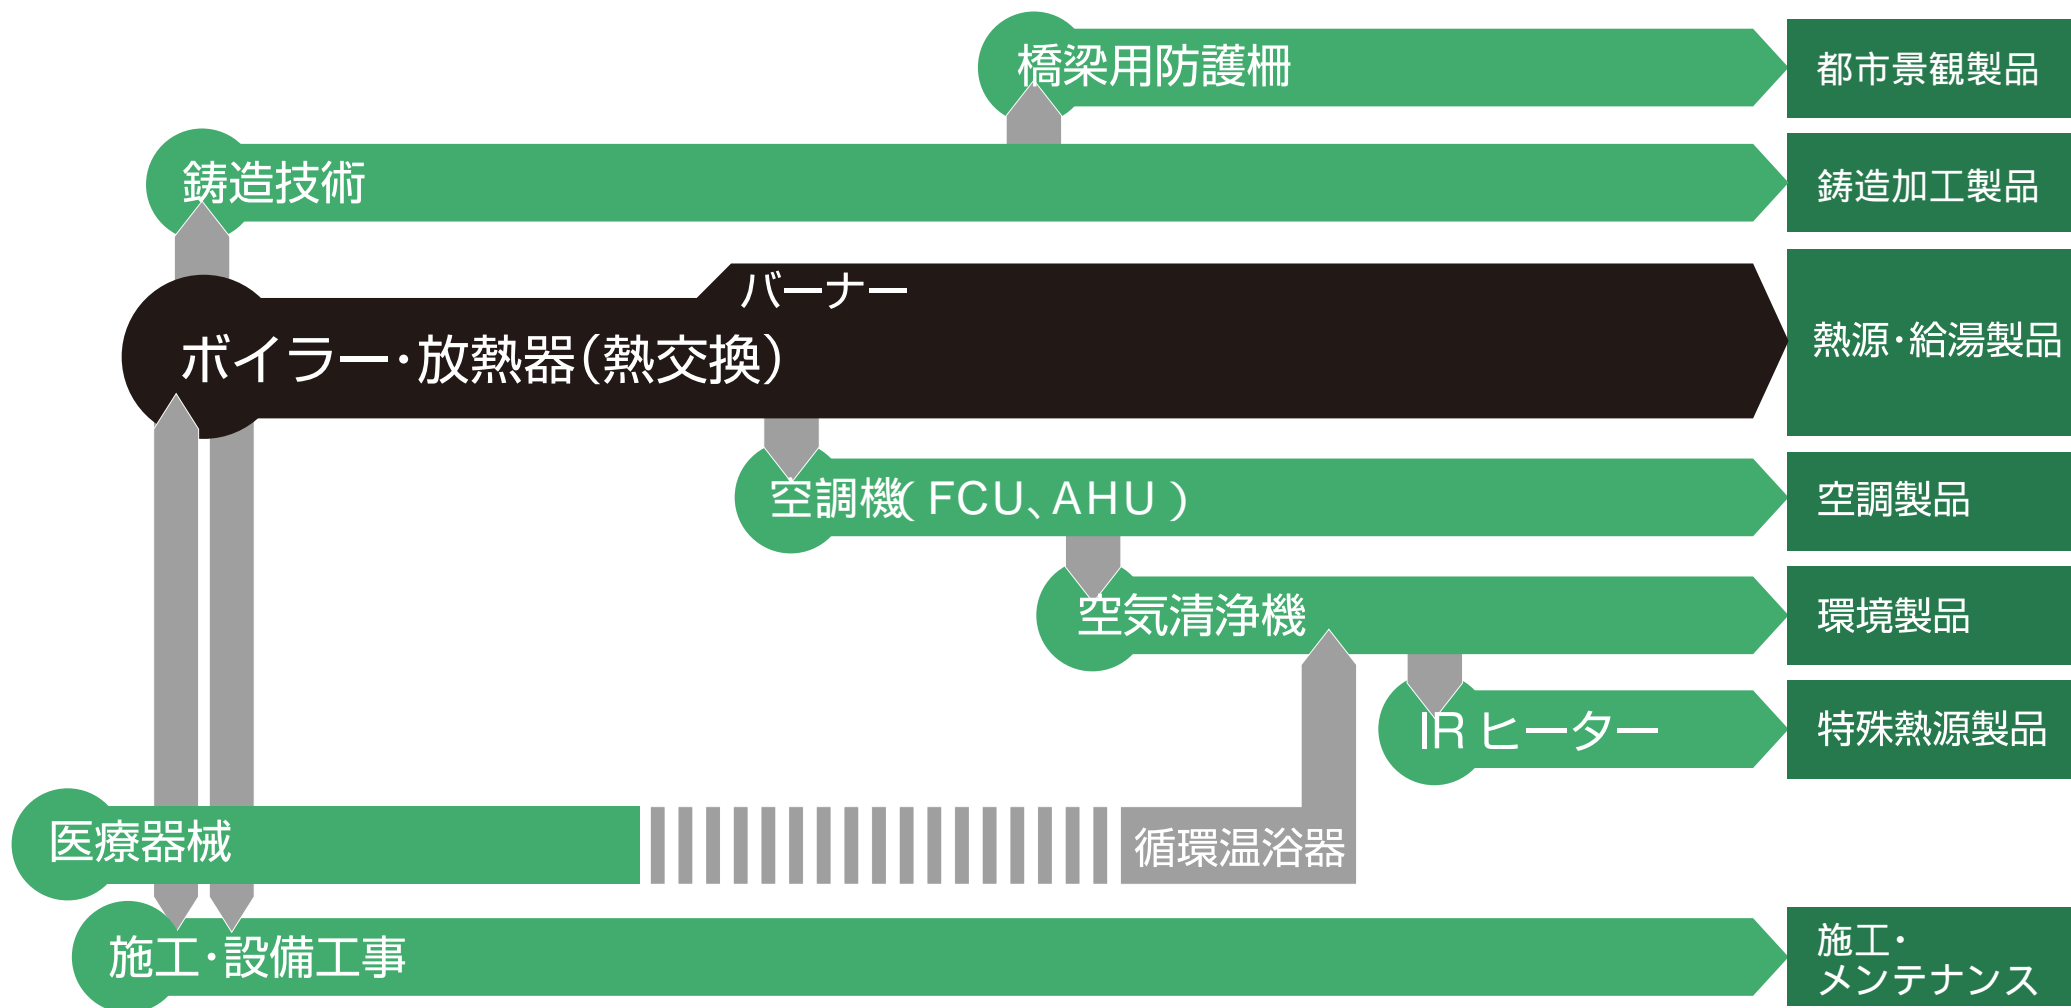 橋梁用防護柵
都市景観製品
鋳造技術
鋳造加工製品
バーナー
ボイラー・放熱器(熱交換)
熱源・給湯製品
空調機(FCU、AHU)
空調製品
空気清浄機
環境製品
IRヒーター
特殊熱源製品
医療器械
循環温浴器
施工・設備工事
施工・
メンテナンス